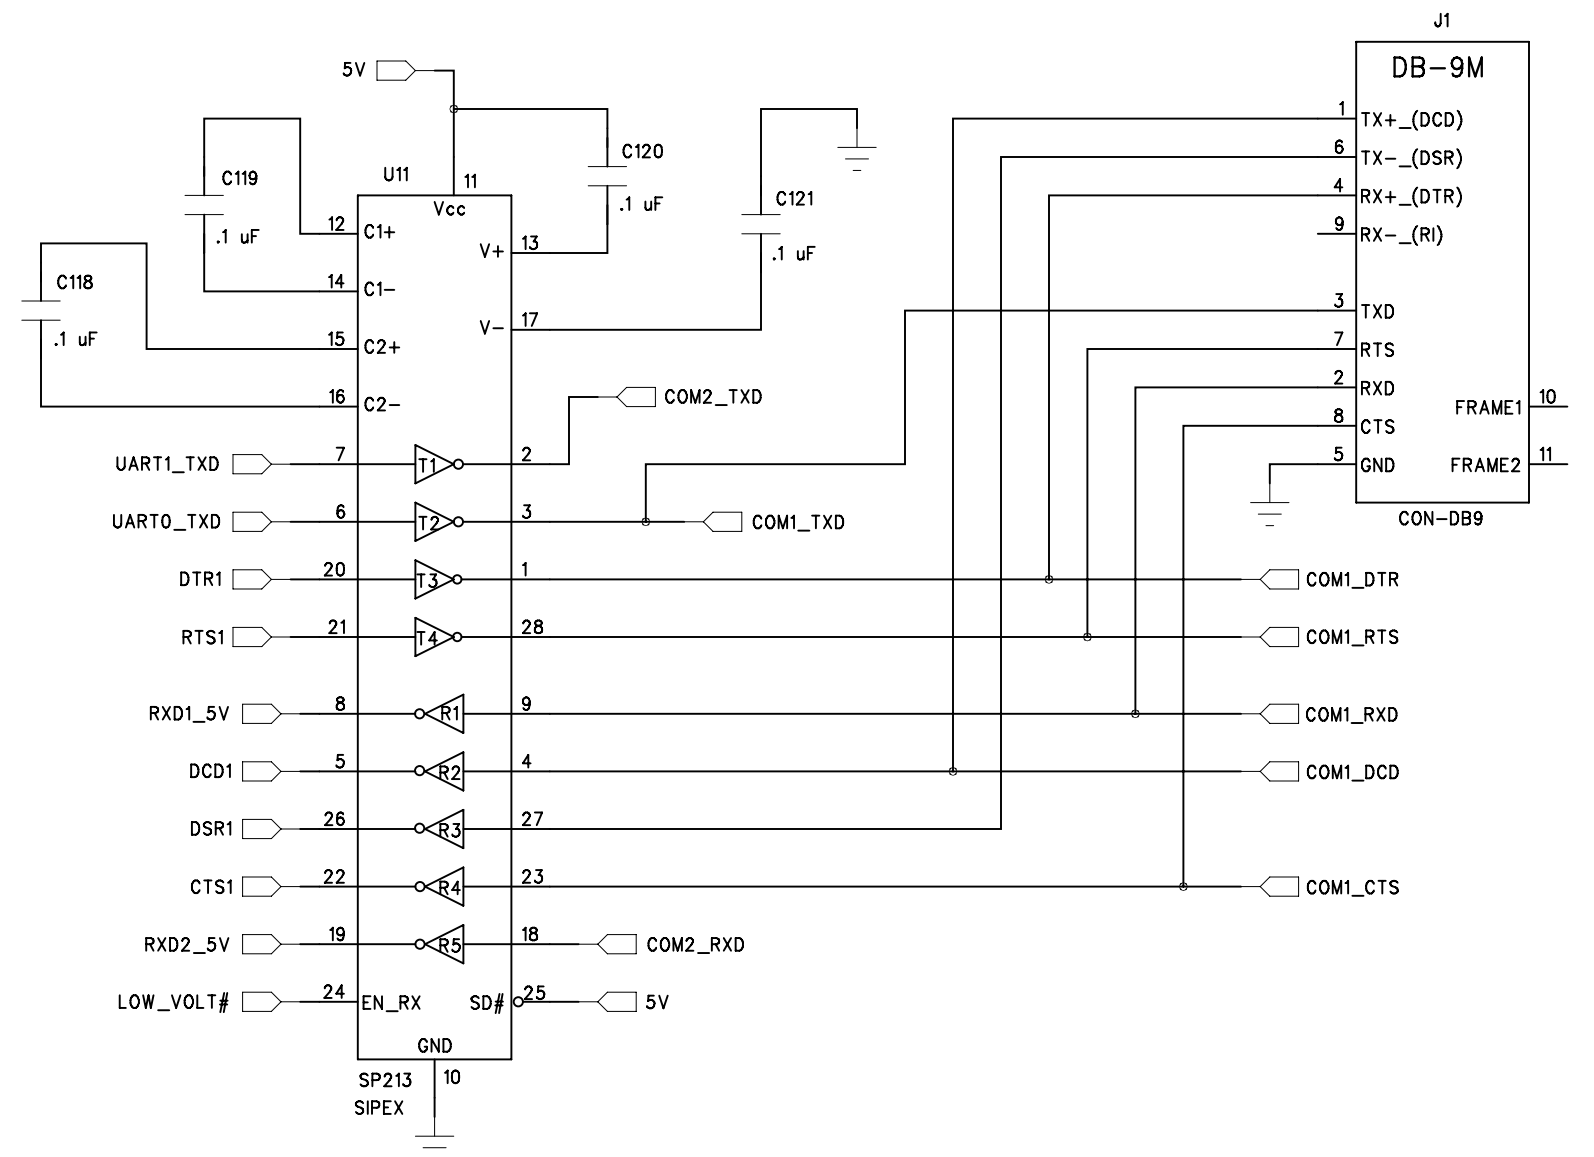 J1
DB-9M
5V
1 TX+_(DCD)
6 TX-_(DSR)
4 RX+_(DTR)
9 RX-_(RI)
3 TXD
7 RTS
2 RXD
8 CTS
5 GND
FRAME1 10
FRAME2 11
CON-DB9
C120
.1 uF
C119
.1 uF
C121
.1 uF
C118
.1 uF
U11
11
Vcc
12 C1+
V+ 13
14 C1-
V- 17
15 C2+
16 C2-
COM2_TXD
UART1_TXD 7 T1 2
UART0_TXD 6 T2 3 COM1_TXD
DTR1 20 T3 1 COM1_DTR
RTS1 21 T4 28 COM1_RTS
RXD1_5V 8 R1 9 COM1_RXD
DCD1 5 R2 4 COM1_DCD
DSR1 26 R3 27
CTS1 22 R4 23 COM1_CTS
RXD2_5V 19 R5 18 COM2_RXD
LOW_VOLT# 24 EN_RX SD# 25 5V
GND
10
SP213
SIPEX